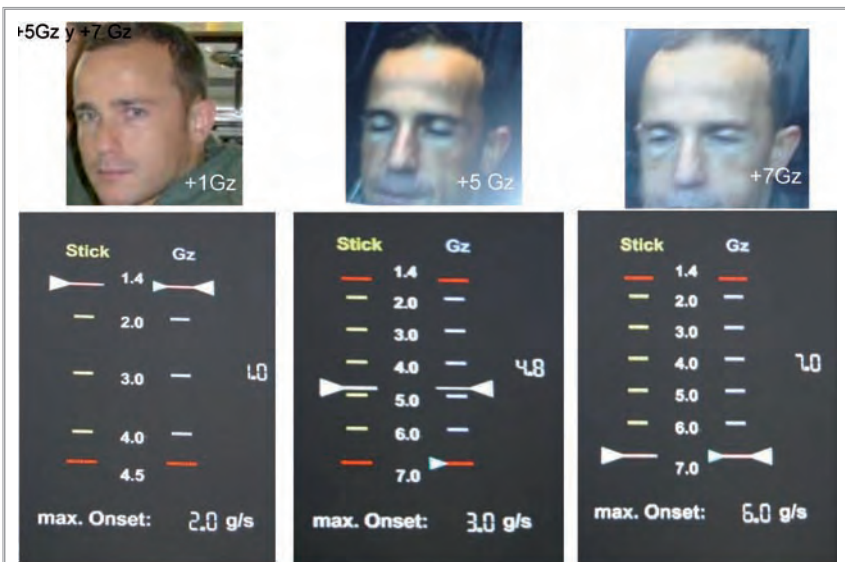 +5Gz y +7 Gz
+1Gz
+5 Gz
+7Gz
Stick Gz
1.4
2.0
3.0
1.0
4.0
4.5
max. Onset: 2.0 g/s
Stick Gz
1.4
2.0
3.0
4.0
4.8
5.0
6.0
7.0
max. Onset: 3.0 g/s
Stick Gz
1.4
2.0
3.0
4.0
7.0
5.0
6.0
7.0
max. Onset: 6.0 g/s